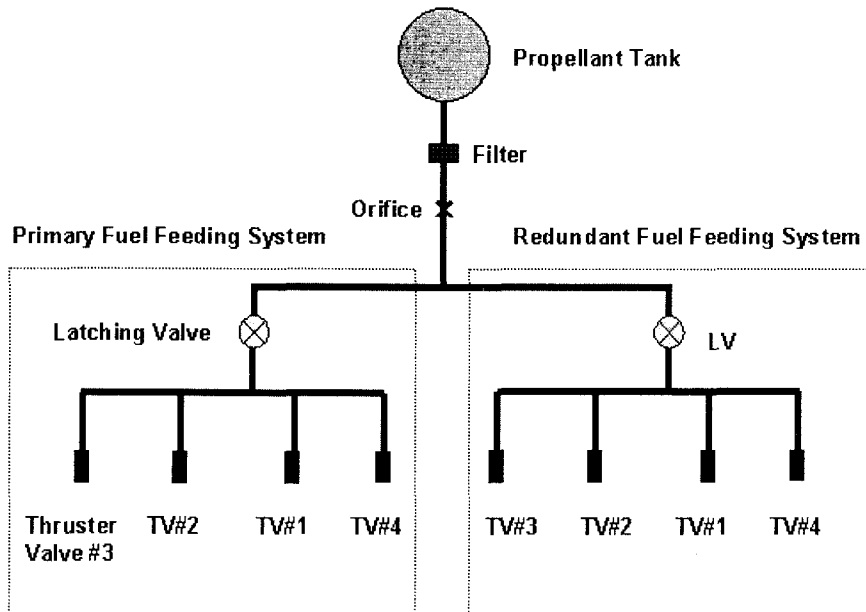 Propellant Tank
Filter
Orifice
Primary Fuel Feeding System
Redundant Fuel Feeding System
Latching Valve
LV
Thruster
Valve #3
TV#2
TV#1
TV#4
TV#3
TV#2
TV#1
TV#4